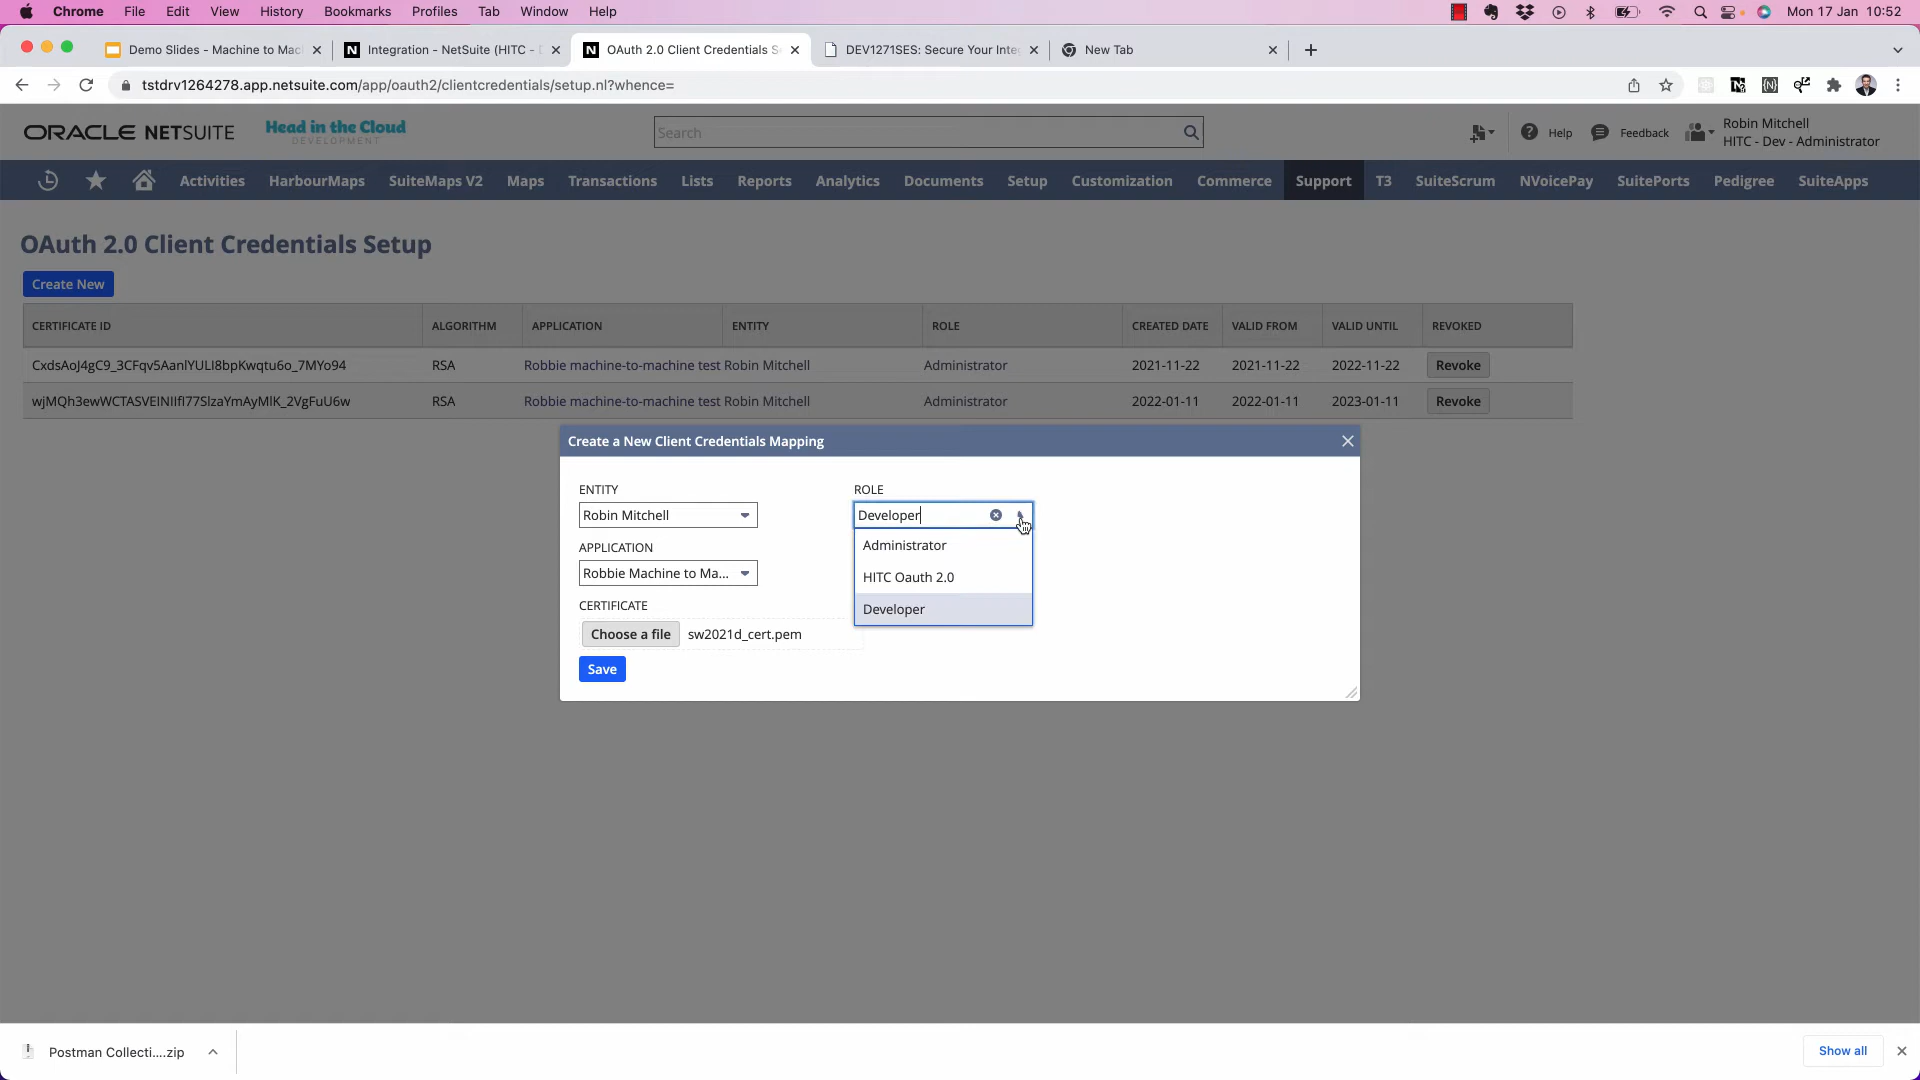 Chrome File Edit View History Bookmarks Profiles Tab Window Help Mon 17 Jan 10:52
Demo Slides - Machine to Mac Integration - NetSuite (HITC - D OAuth 2.0 Client Credentials S DEV1271SES: Secure Your Inte New Tab
tstdrv1264278.app.netsuite.com/app/oauth2/clientcredentials/setup.nl?whence=
ORACLE NETSUITE Head in the Cloud Search Help Feedback Robin Mitchell
DEVELOPMENT HITC - Dev - Administrator
Activities HarbourMaps SuiteMaps V2 Maps Transactions Lists Reports Analytics Documents Setup Customization Commerce Support T3 SuiteScrum NVoicePay SuitePorts Pedigree SuiteApps
OAuth 2.0 Client Credentials Setup
Create New
CERTIFICATE ID ALGORITHM APPLICATION ENTITY ROLE CREATED DATE VALID FROM VALID UNTIL REVOKED
CxdsAoJ4gC9_3CFqv5AanlYULI8bpKwqtu6o_7MYo94 RSA Robbie machine-to-machine test Robin Mitchell Administrator 2021-11-22 2021-11-22 2022-11-22 Revoke
wjMQh3ewWCTASVEINIIfI77SlzaYmAyMlK_2VgFuU6w RSA Robbie machine-to-machine test Robin Mitchell Administrator 2022-01-11 2022-01-11 2023-01-11 Revoke
Create a New Client Credentials Mapping
ENTITY ROLE
Robin Mitchell Developer
APPLICATION Administrator
Robbie Machine to Ma... HITC Oauth 2.0
CERTIFICATE Developer
Choose a file sw2021d_cert.pem
Save
Postman Collecti....zip Show all